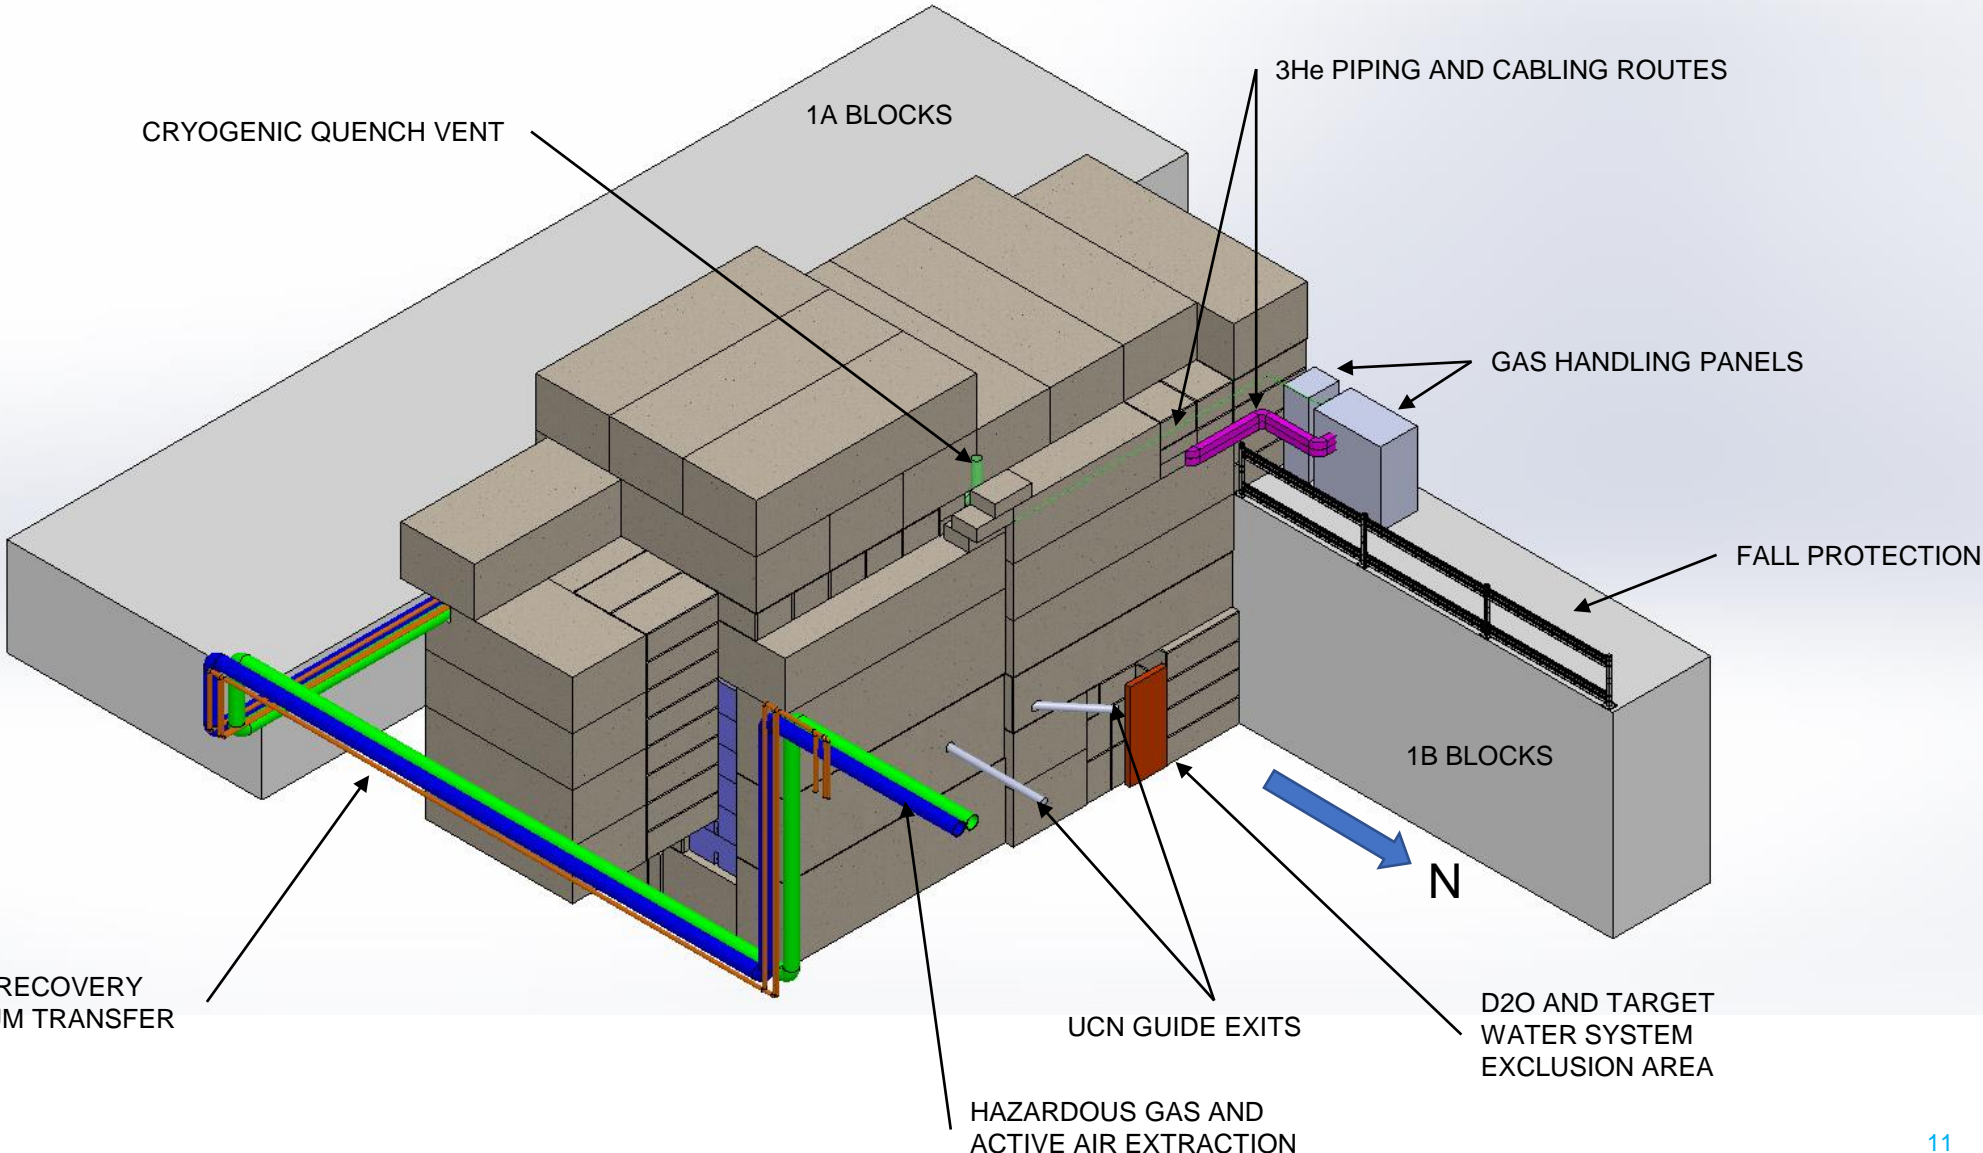 3He PIPING AND CABLING ROUTES
1A BLOCKS
CRYOGENIC QUENCH VENT
GAS HANDLING PANELS
FALL PROTECTION
1B BLOCKS
N
RECOVERY
TRANSFER
UCN GUIDE EXITS
D2O AND TARGET
WATER SYSTEM
EXCLUSION AREA
HAZARDOUS GAS AND
ACTIVE AIR EXTRACTION
11